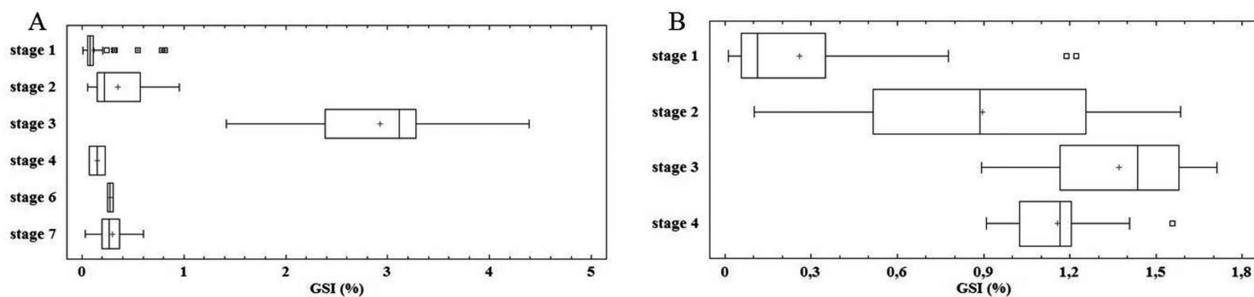 A
stage 1
stage 2
stage 3
stage 4
stage 6
stage 7
0 1 2 3 4 5
GSI (%)
B
stage 1
stage 2
stage 3
stage 4
0 0,3 0,6 0,9 1,2 1,5 1,8
GSI (%)